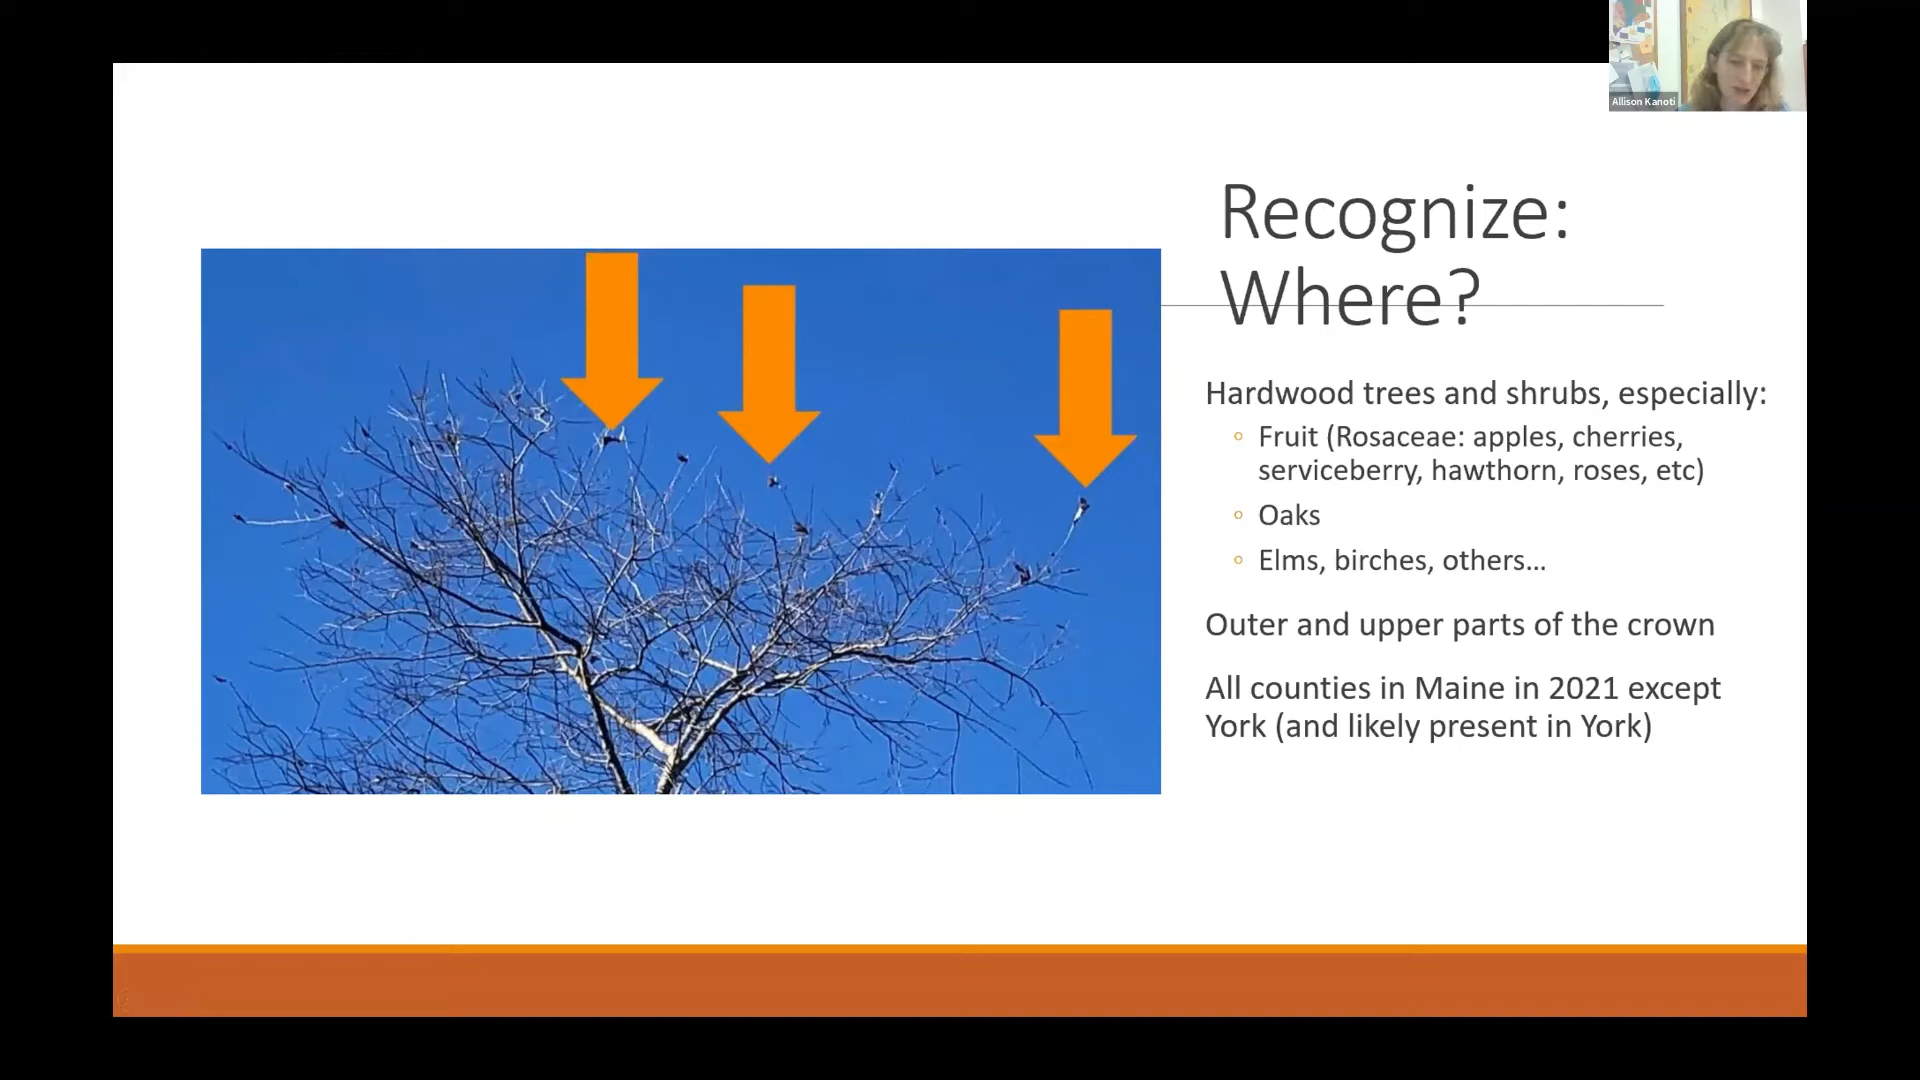 Allison Kanoti
Recognize:
Where?
Hardwood trees and shrubs, especially:
Fruit (Rosaceae: apples, cherries,
serviceberry, hawthorn, roses, etc)
Oaks
Elms, birches, others...
Outer and upper parts of the crown
All counties in Maine in 2021 except
York (and likely present in York)